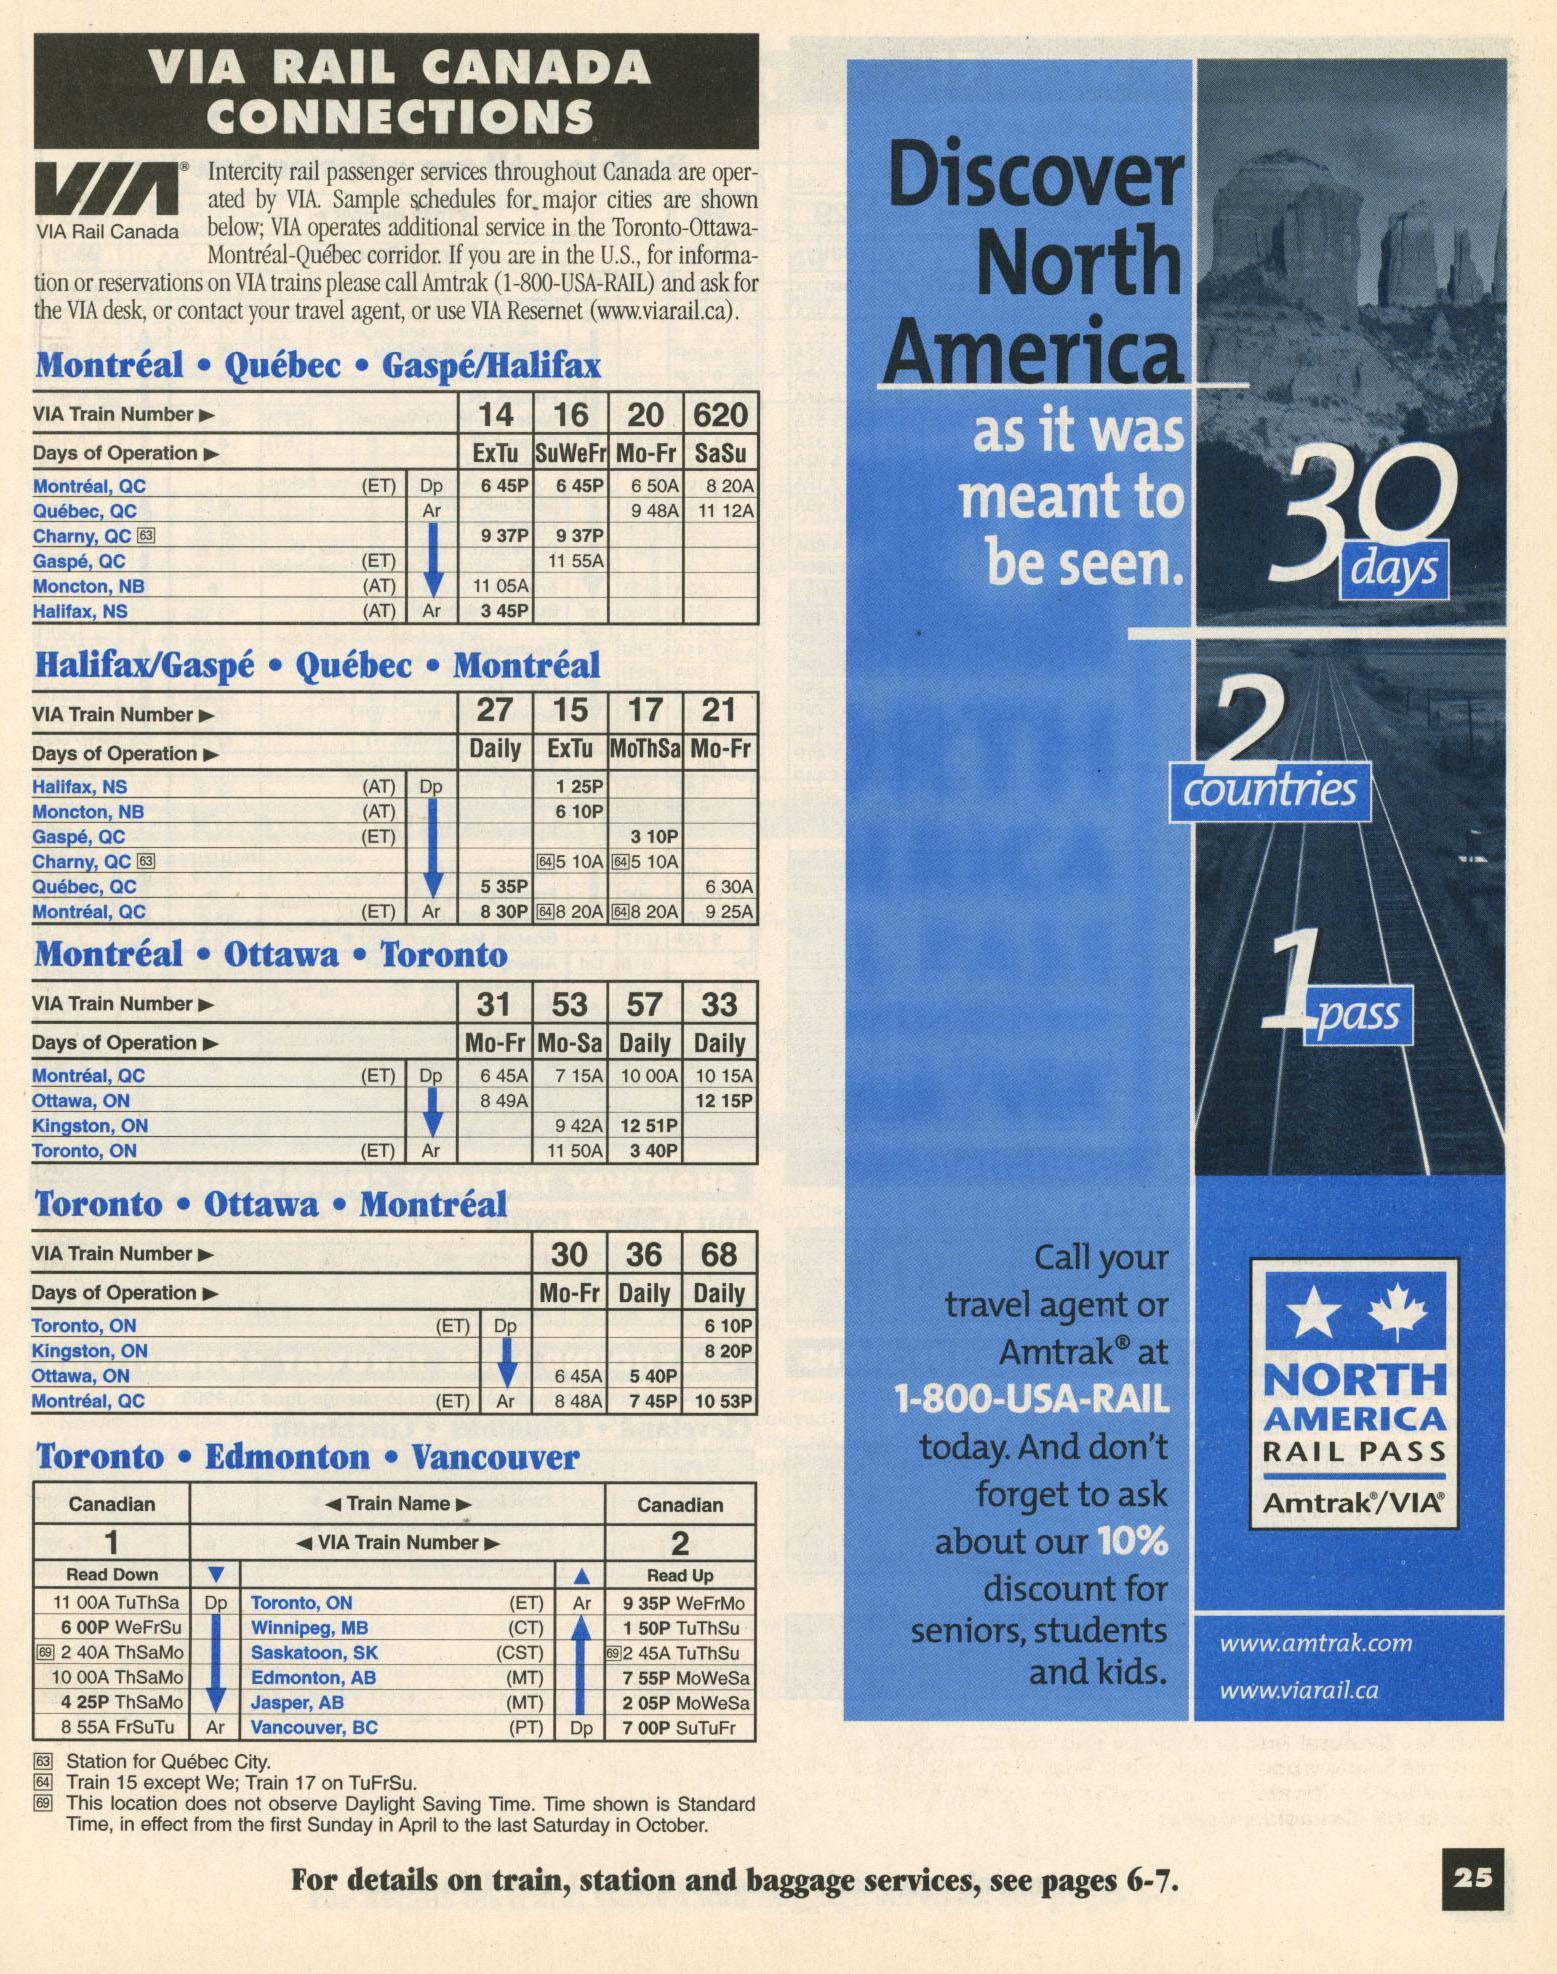 VIA RAIL CANADA
CONNECTIONS
VIA®
VIA Rail Canada
Intercity rail passenger services throughout Canada are oper-
ated by VIA. Sample schedules for major cities are shown
below; VIA operates additional service in the Toronto-Ottawa-
Montréal-Québec corridor. If you are in the U.S., for informa-
tion or reservations on VIA trains please call Amtrak (1-800-USA-RAIL) and ask for
the VIA desk, or contact your travel agent, or use VIA Resernet (www.viarail.ca).
Montréal • Québec • Gaspé/Halifax
VIA Train Number ► 14 16 20 620
Days of Operation ► ExTu SuWeFr Mo-Fr SaSu
Montréal, QC (ET) Dp 6 45P 6 45P 6 50A 8 20A
Québec, QC Ar 9 48A 11 12A
Charny, QC 63 9 37P 9 37P
Gaspé, QC (ET) 11 55A
Moncton, NB (AT) 11 05A
Halifax, NS (AT) Ar 3 45P
Halifax/Gaspé • Québec • Montréal
VIA Train Number ► 27 15 17 21
Days of Operation ► Daily ExTu MoThSa Mo-Fr
Halifax, NS (AT) Dp 1 25P
Moncton, NB (AT) 6 10P
Gaspé, QC (ET) 3 10P
Charny, QC 63 64 5 10A 64 5 10A
Québec, QC 5 35P 6 30A
Montréal, QC (ET) Ar 8 30P 64 8 20A 64 8 20A 9 25A
Montréal • Ottawa • Toronto
VIA Train Number ► 31 53 57 33
Days of Operation ► Mo-Fr Mo-Sa Daily Daily
Montréal, QC (ET) Dp 6 45A 7 15A 10 00A 10 15A
Ottawa, ON 8 49A 12 15P
Kingston, ON 9 42A 12 51P
Toronto, ON (ET) Ar 11 50A 3 40P
Toronto • Ottawa • Montréal
VIA Train Number ► 30 36 68
Days of Operation ► Mo-Fr Daily Daily
Toronto, ON (ET) Dp 6 10P
Kingston, ON 8 20P
Ottawa, ON 6 45A 5 40P
Montréal, QC (ET) Ar 8 48A 7 45P 10 53P
Toronto • Edmonton • Vancouver
Canadian ◄ Train Name ► Canadian
1 ◄ VIA Train Number ► 2
Read Down ▼ ▲ Read Up
11 00A TuThSa Dp Toronto, ON (ET) Ar 9 35P WeFrMo
6 00P WeFrSu Winnipeg, MB (CT) 1 50P TuThSu
69 2 40A ThSaMo Saskatoon, SK (CST) 69 2 45A TuThSu
10 00A ThSaMo Edmonton, AB (MT) 7 55P MoWeSa
4 25P ThSaMo Jasper, AB (MT) 2 05P MoWeSa
8 55A FrSuTu Ar Vancouver, BC (PT) Dp 7 00P SuTuFr
63 Station for Québec City.
64 Train 15 except We; Train 17 on TuFrSu.
69 This location does not observe Daylight Saving Time. Time shown is Standard
Time, in effect from the first Sunday in April to the last Saturday in October.
Discover
North
America
as it was
meant to
be seen.
30
days
2
countries
1
pass
Call your
travel agent or
Amtrak® at
1-800-USA-RAIL
today. And don't
forget to ask
about our 10%
discount for
seniors, students
and kids.
NORTH
AMERICA
RAIL PASS
Amtrak®/VIA®
www.amtrak.com
www.viarail.ca
For details on train, station and baggage services, see pages 6-7.
25